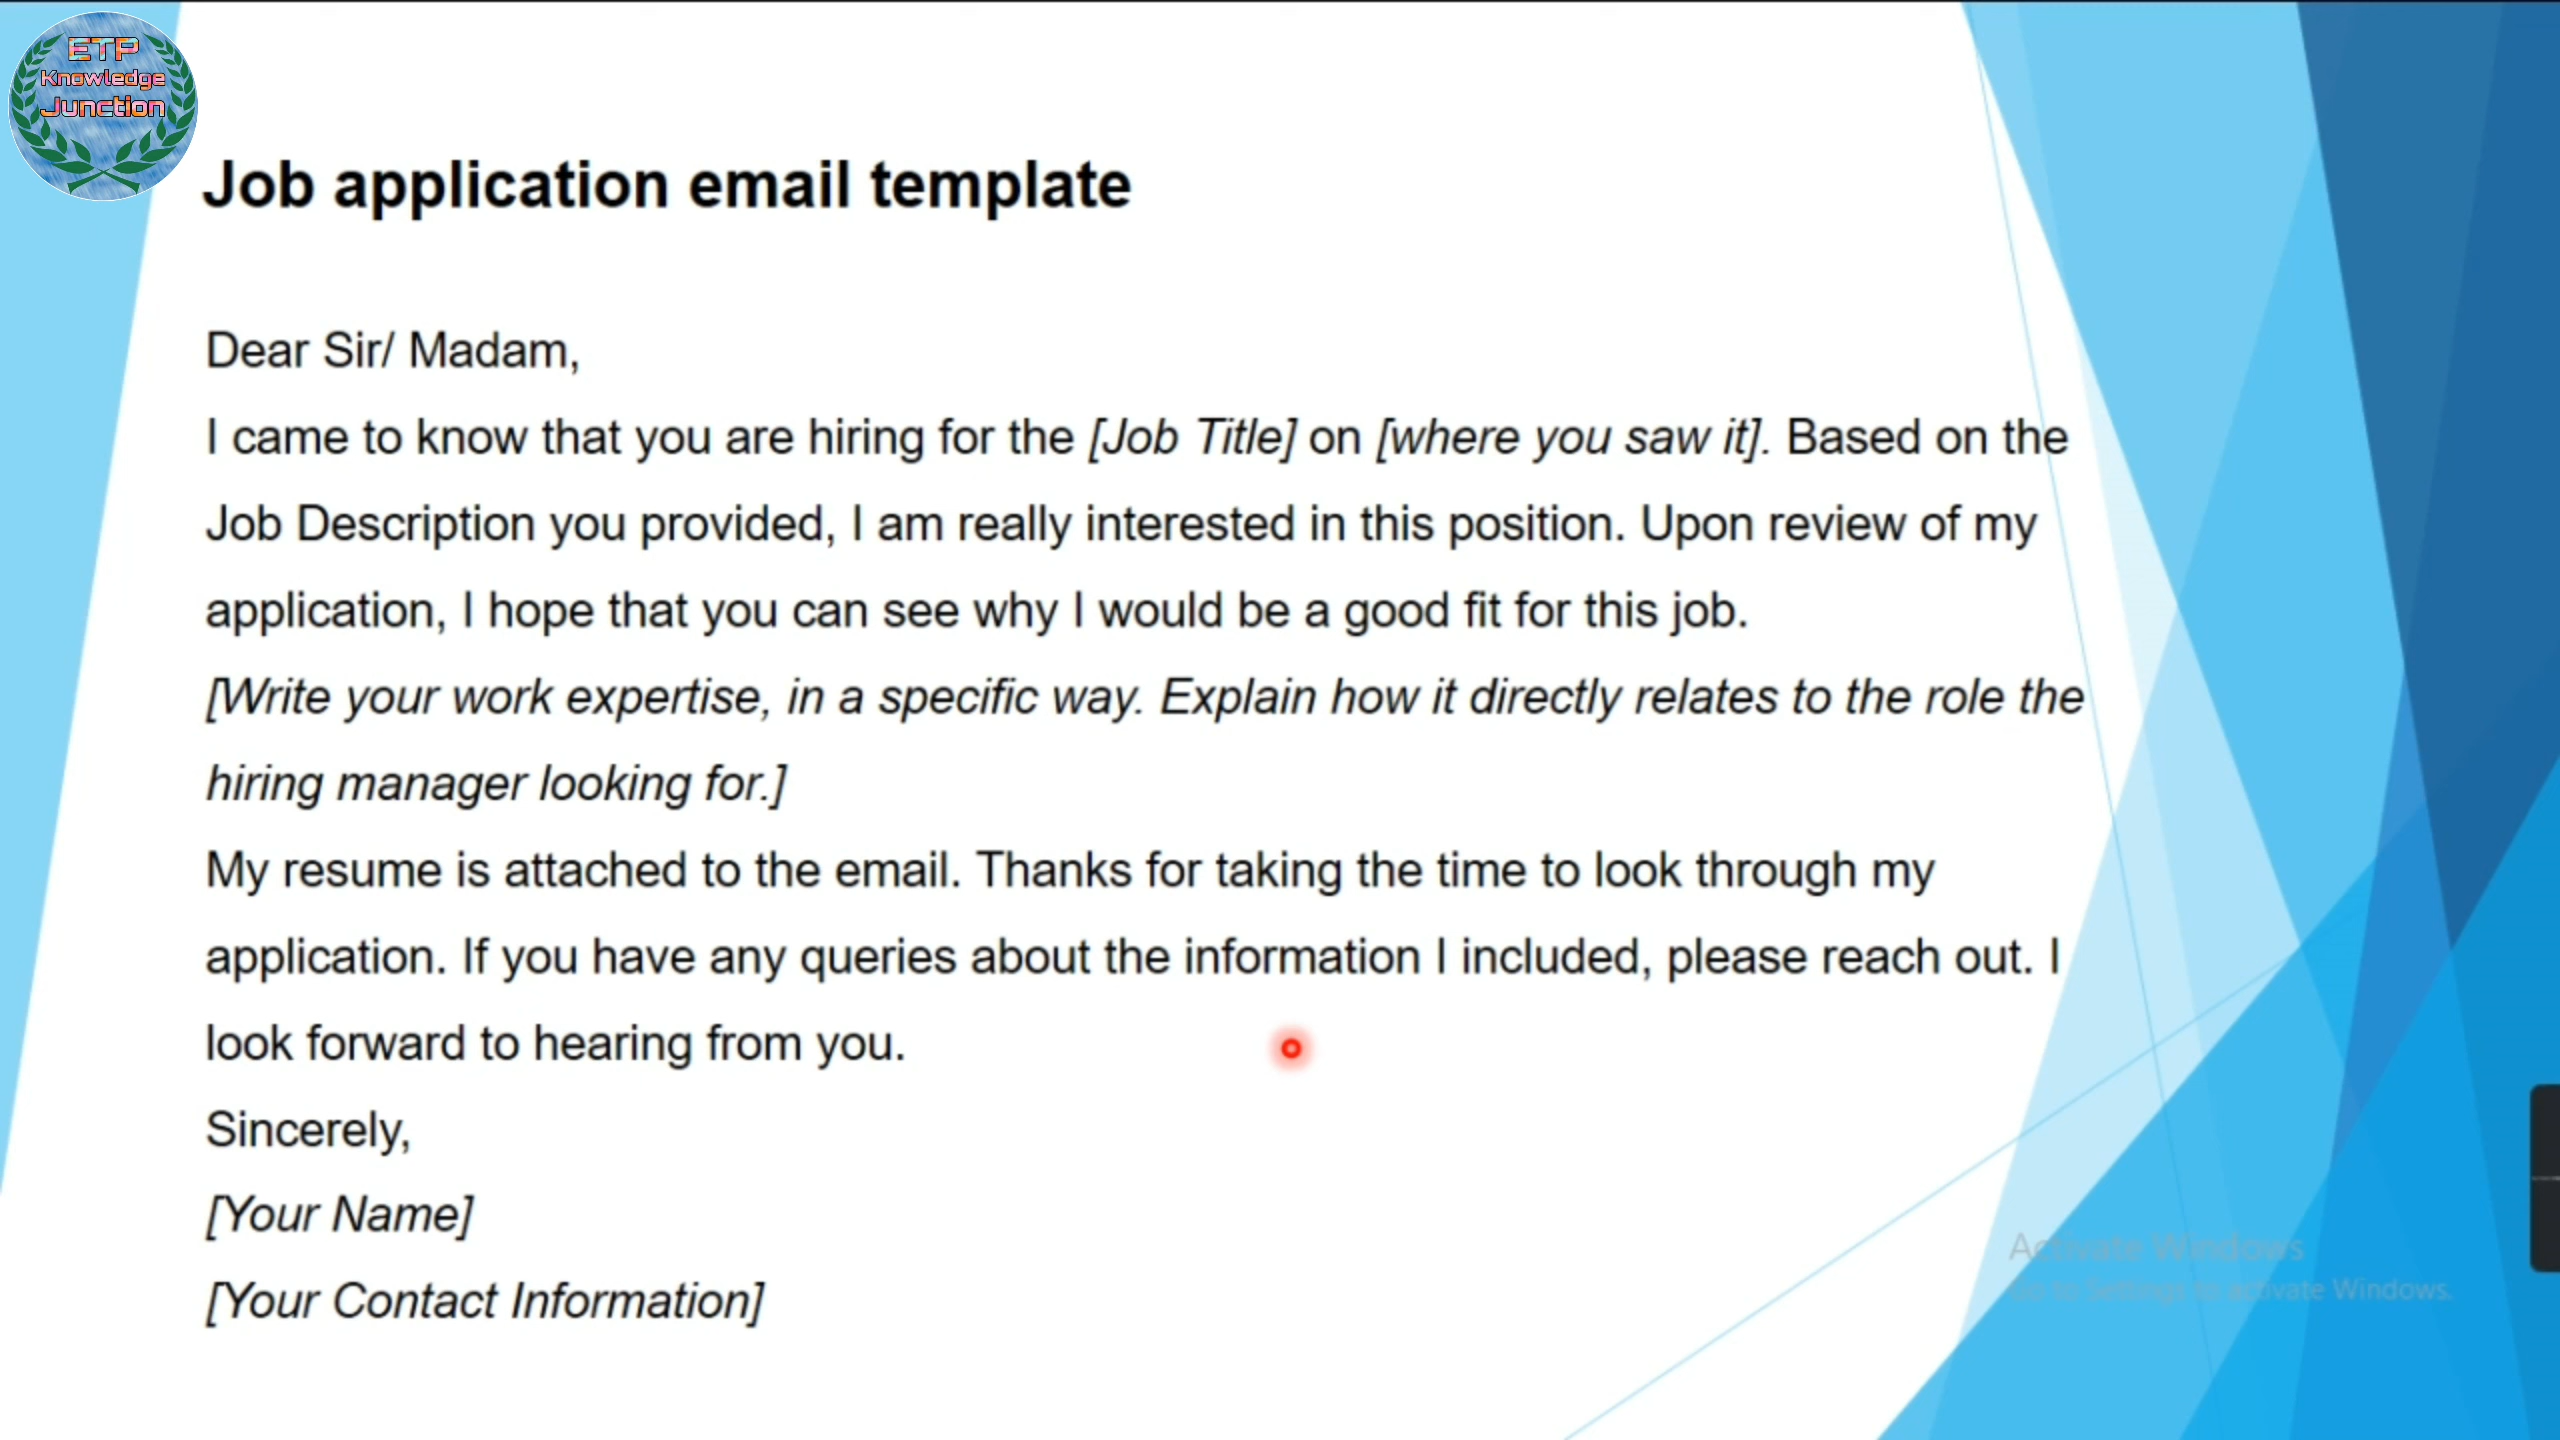 ETP
Knowledge
Junction
Job application email template
Dear Sir/ Madam,
I came to know that you are hiring for the [Job Title] on [where you saw it]. Based on the
Job Description you provided, I am really interested in this position. Upon review of my
application, I hope that you can see why I would be a good fit for this job.
[Write your work expertise, in a specific way. Explain how it directly relates to the role the
hiring manager looking for.]
My resume is attached to the email. Thanks for taking the time to look through my
application. If you have any queries about the information I included, please reach out. I
look forward to hearing from you.
Sincerely,
[Your Name]
[Your Contact Information]
Activate Windows
Go to Settings to activate Windows.